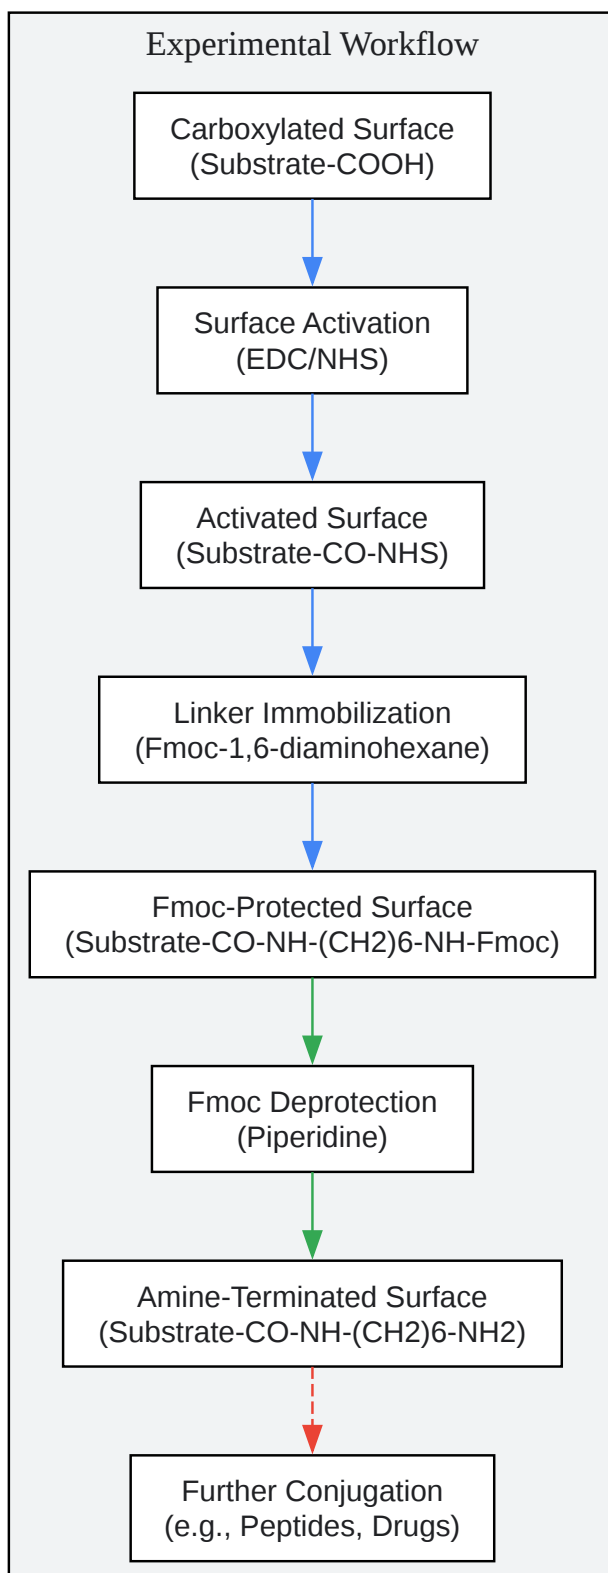 Experimental Workflow
Carboxylated Surface
(Substrate-COOH)
Surface Activation
(EDC/NHS)
Activated Surface
(Substrate-CO-NHS)
Linker Immobilization
(Fmoc-1,6-diaminohexane)
Fmoc-Protected Surface
(Substrate-CO-NH-(CH2)6-NH-Fmoc)
Fmoc Deprotection
(Piperidine)
Amine-Terminated Surface
(Substrate-CO-NH-(CH2)6-NH2)
Further Conjugation
(e.g., Peptides, Drugs)